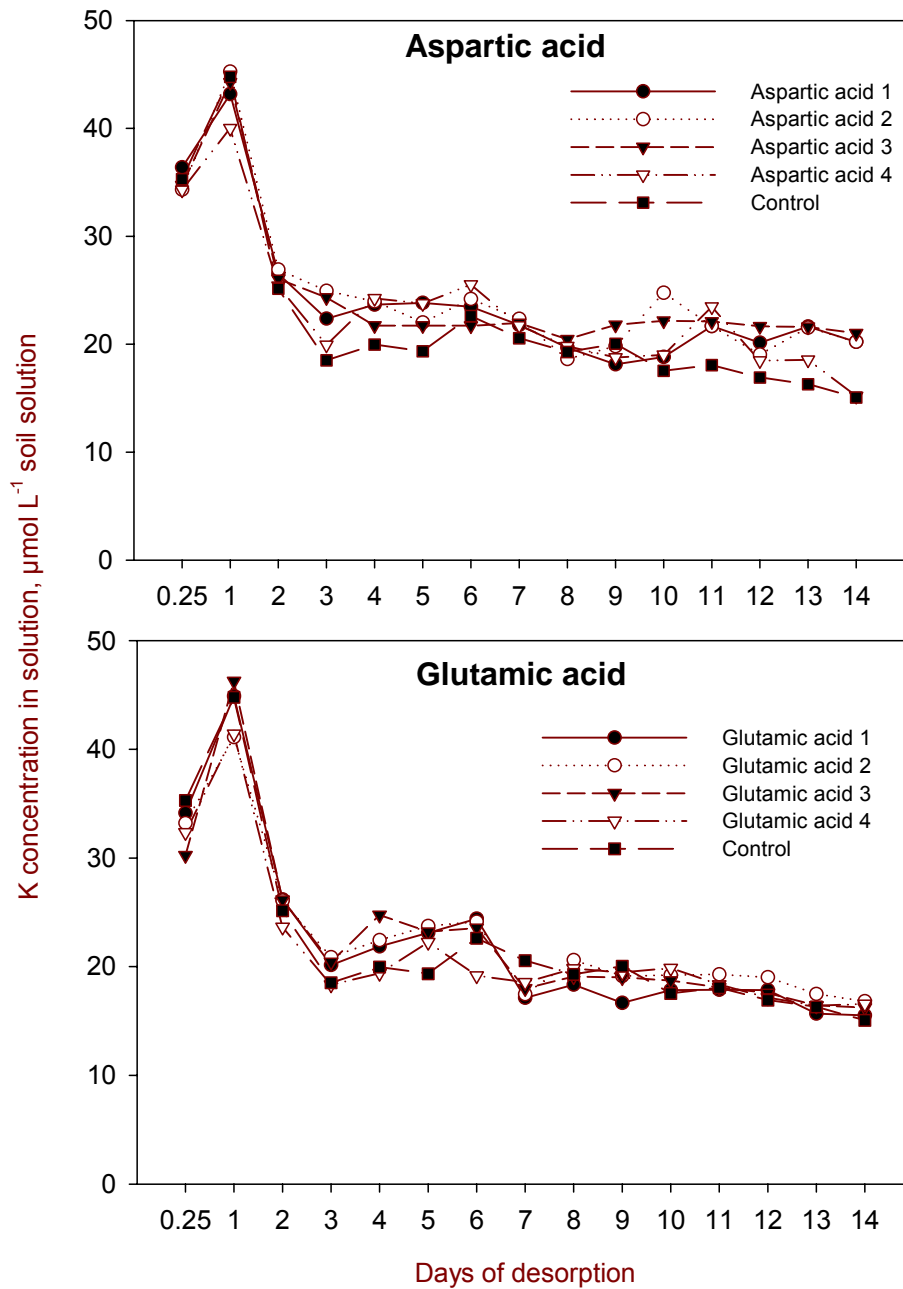 K concentration in solution, µmol L⁻¹ soil solution
Aspartic acid
50
40
30
20
10
0
Aspartic acid 1
Aspartic acid 2
Aspartic acid 3
Aspartic acid 4
Control
0.25 1 2 3 4 5 6 7 8 9 10 11 12 13 14
Glutamic acid
50
40
30
20
10
0
Glutamic acid 1
Glutamic acid 2
Glutamic acid 3
Glutamic acid 4
Control
0.25 1 2 3 4 5 6 7 8 9 10 11 12 13 14
Days of desorption